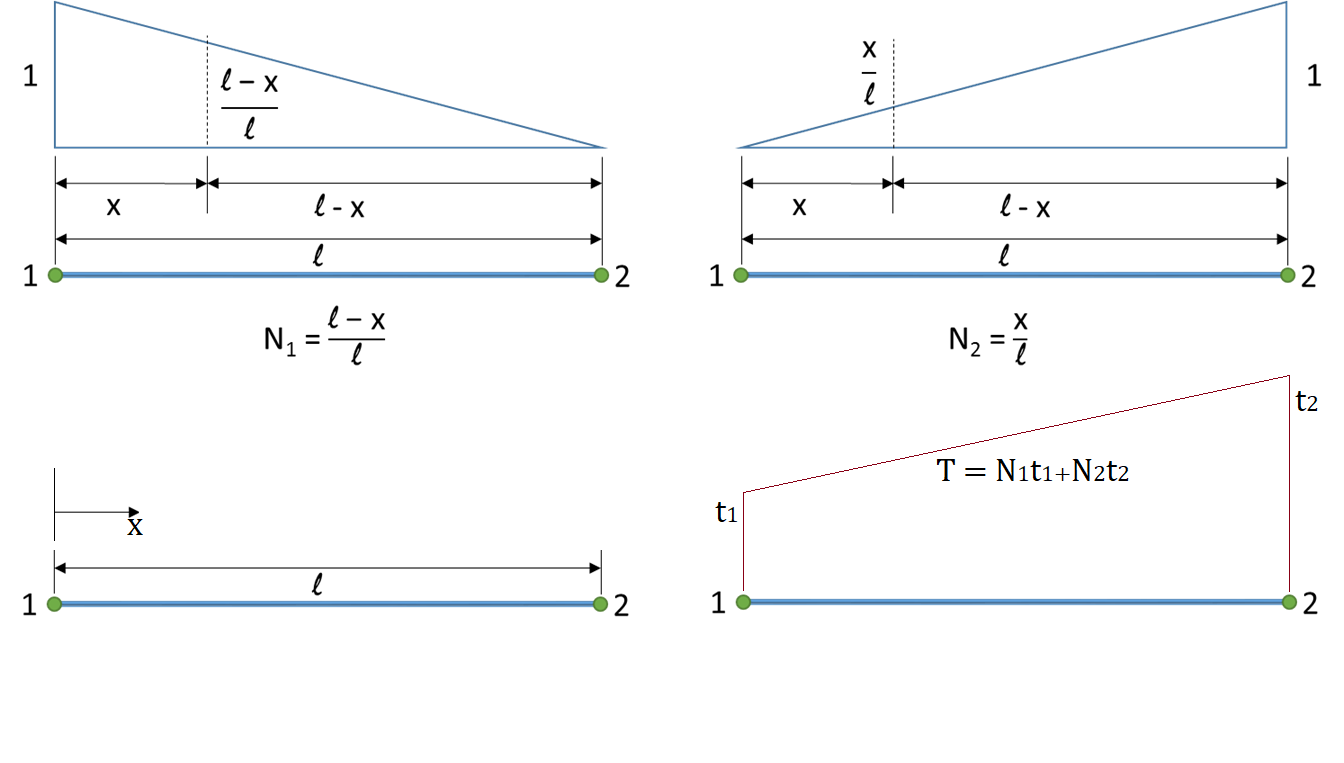 1
ℓ – x
ℓ
x
ℓ - x
ℓ
1
2
N₁ = ℓ – x
ℓ
x
ℓ
1
x
ℓ - x
ℓ
1
2
N₂ = x
ℓ
x
ℓ
1
2
t₁
t₂
T = N₁t₁+N₂t₂
1
2